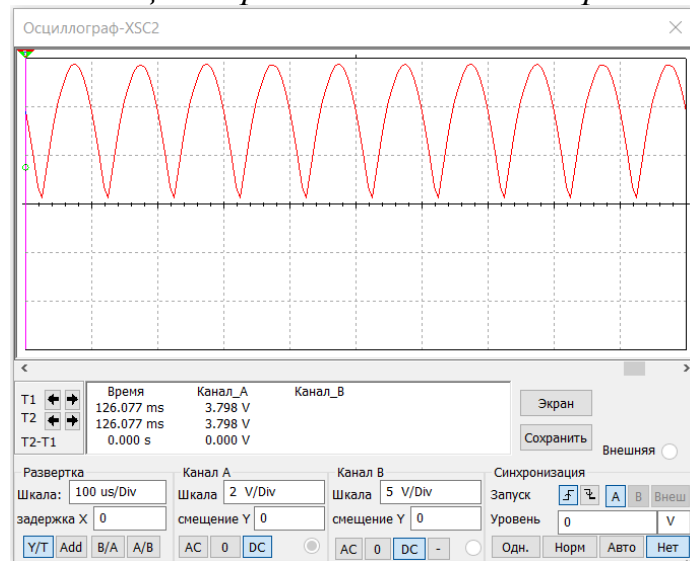 Осциллограф-XSC2
Время Канал_A Канал_B
T1 126.077 ms 3.798 V
T2 126.077 ms 3.798 V
T2-T1 0.000 s 0.000 V
Экран
Сохранить
Внешняя
Развертка Канал A Канал B Синхронизация
Шкала: 100 us/Div Шкала 2 V/Div Шкала 5 V/Div Запуск A B Внеш
задержка X 0 смещение Y 0 смещение Y 0 Уровень 0 V
Y/T Add B/A A/B AC 0 DC AC 0 DC - Одн. Норм Авто Нет